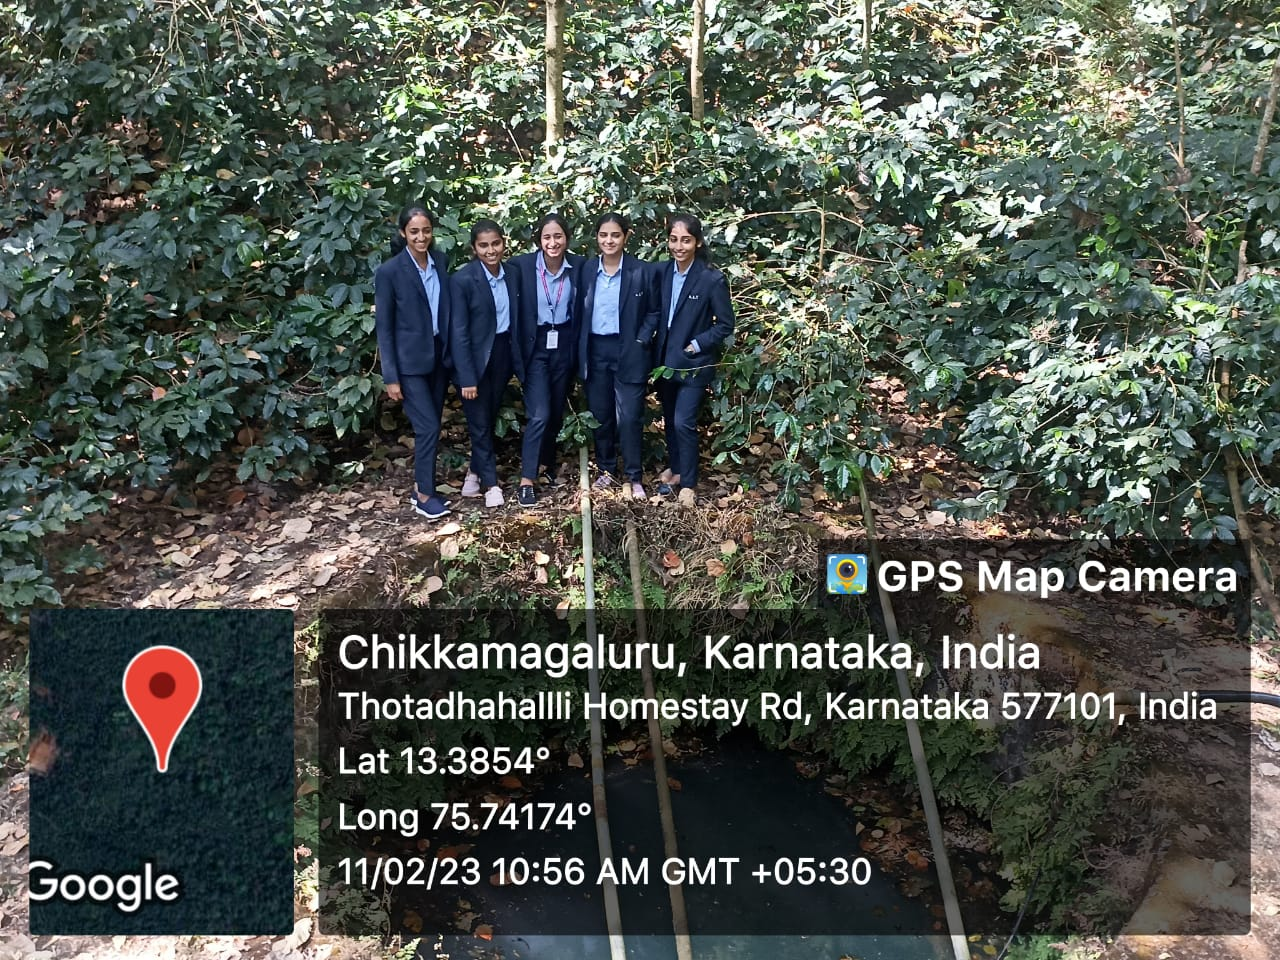 GPS Map Camera
Chikkamagaluru, Karnataka, India
Thotadhahallli Homestay Rd, Karnataka 577101, India
Lat 13.3854°
Long 75.74174°
11/02/23 10:56 AM GMT +05:30
Google